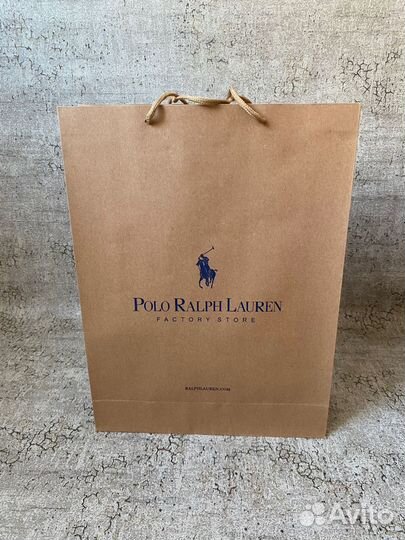 POLO RALPH LAUREN
FACTORY STORE
RALPHLAUREN.COM
Avito